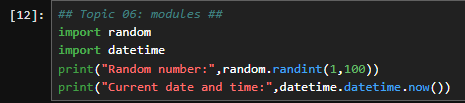 [12]: ## Topic 06: modules ##
import random
import datetime
print("Random number:",random.randint(1,100))
print("Current date and time:",datetime.datetime.now())